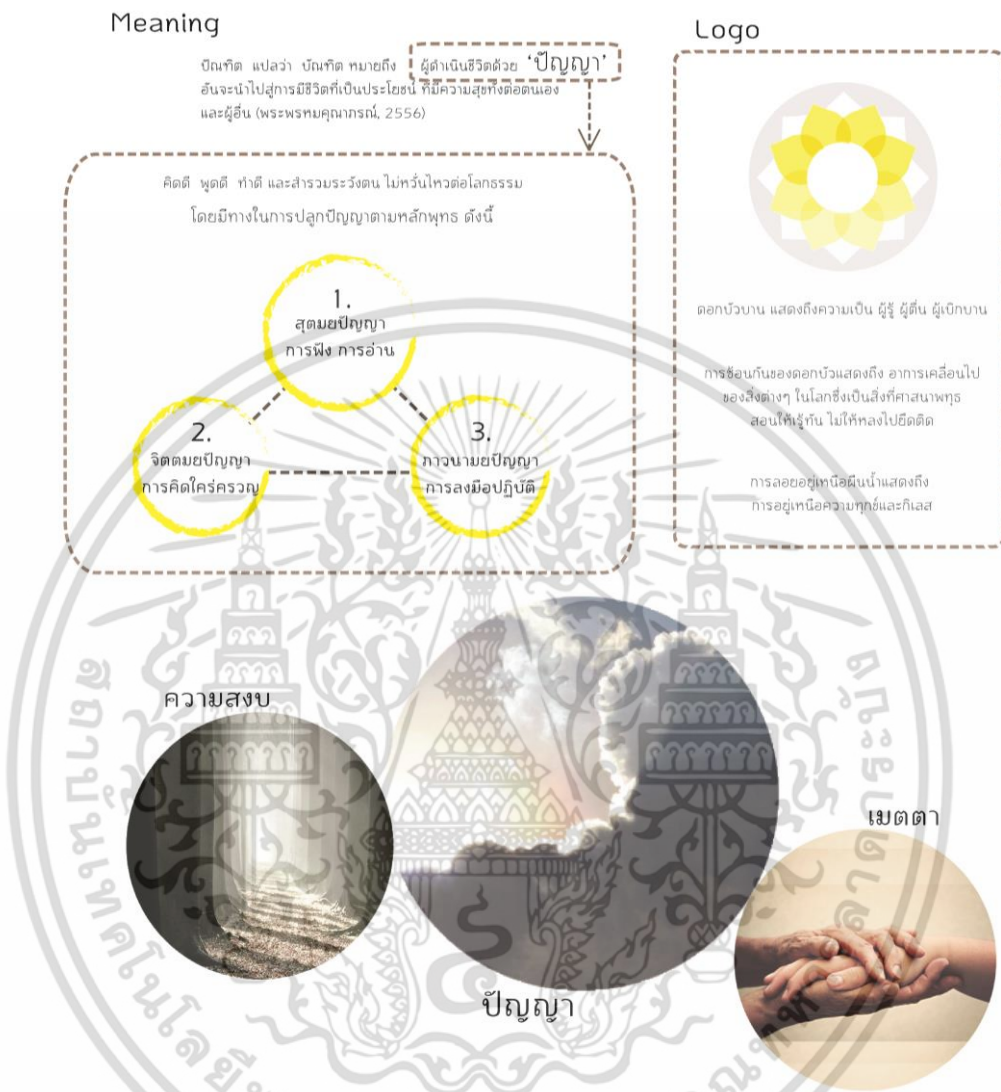 Meaning
ปัณฑิต แปลว่า บัณฑิต หมายถึง ผู้ดำเนินชีวิตด้วย 'ปัญญา'
อันจะนำไปสู่การมีชีวิตที่เป็นประโยชน์ ที่มีความสุขทั้งต่อตนเอง
และผู้อื่น (พระพรหมคุณาภรณ์, 2556)
คิดดี พูดดี ทำดี และสำรวมระวังตน ไม่หวั่นไหวต่อโลกธรรม
โดยมีทางในการปลูกปัญญาตามหลักพุทธ ดังนี้
1.
สุตมยปัญญา
การฟัง การอ่าน
2.
จิตตมยปัญญา
การคิดใคร่ครวญ
3.
ภาวนามยปัญญา
การลงมือปฏิบัติ
Logo
ดอกบัวบาน แสดงถึงความเป็น ผู้รู้ ผู้ตื่น ผู้เบิกบาน
การซ้อนกันของดอกบัวแสดงถึง อาการเคลื่อนไป
ของสิ่งต่างๆ ในโลกซึ่งเป็นสิ่งที่ศาสนาพุทธ
สอนให้รู้ทัน ไม่ให้หลงไปยึดติด
การลอยอยู่เหนือผืนน้ำแสดงถึง
การอยู่เหนือความทุกข์และกิเลส
ความสงบ
ปัญญา
เมตตา
สถาบันเทคโนโลยี
ลาดกระบัง